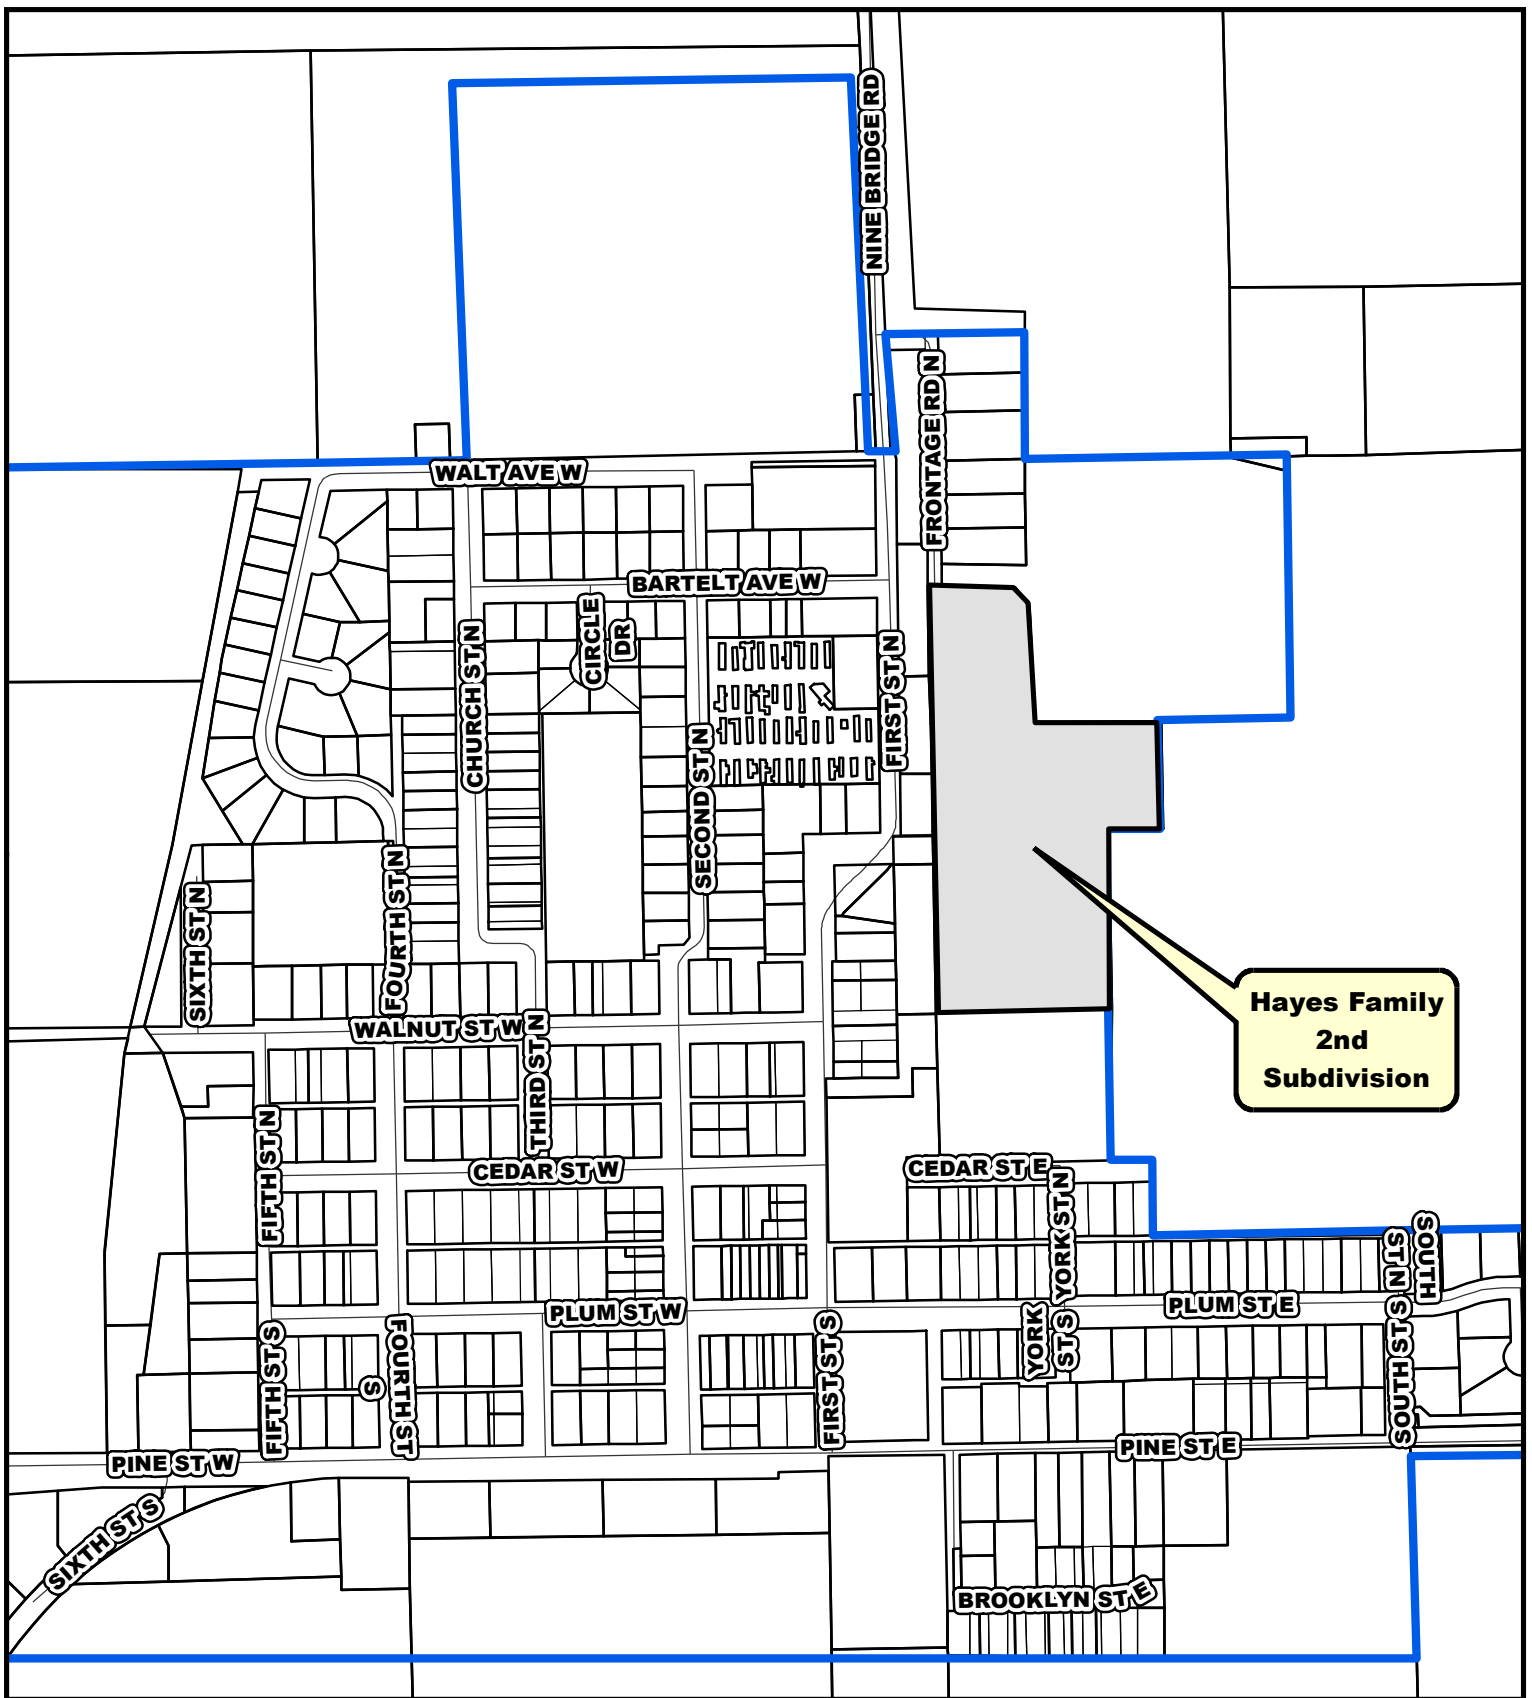 NINE BRIDGE RD
FRONTAGE RD N
WALT AVE W
BARTELT AVE W
CIRCLE
DR
CHURCH ST N
FIRST ST N
SECOND ST N
FOURTH ST N
SIXTH ST N
Hayes Family
2nd
Subdivision
WALNUT ST W
THIRD ST N
FIFTH ST N
CEDAR ST W
CEDAR ST E
YORK ST N
SOUTH
ST N
PLUM ST W
PLUM ST E
YORK
ST S
FIFTH ST S
FOURTH ST
S
FIRST ST S
SOUTH ST S
PINE ST W
PINE ST E
SIXTH ST S
BROOKLYN ST E